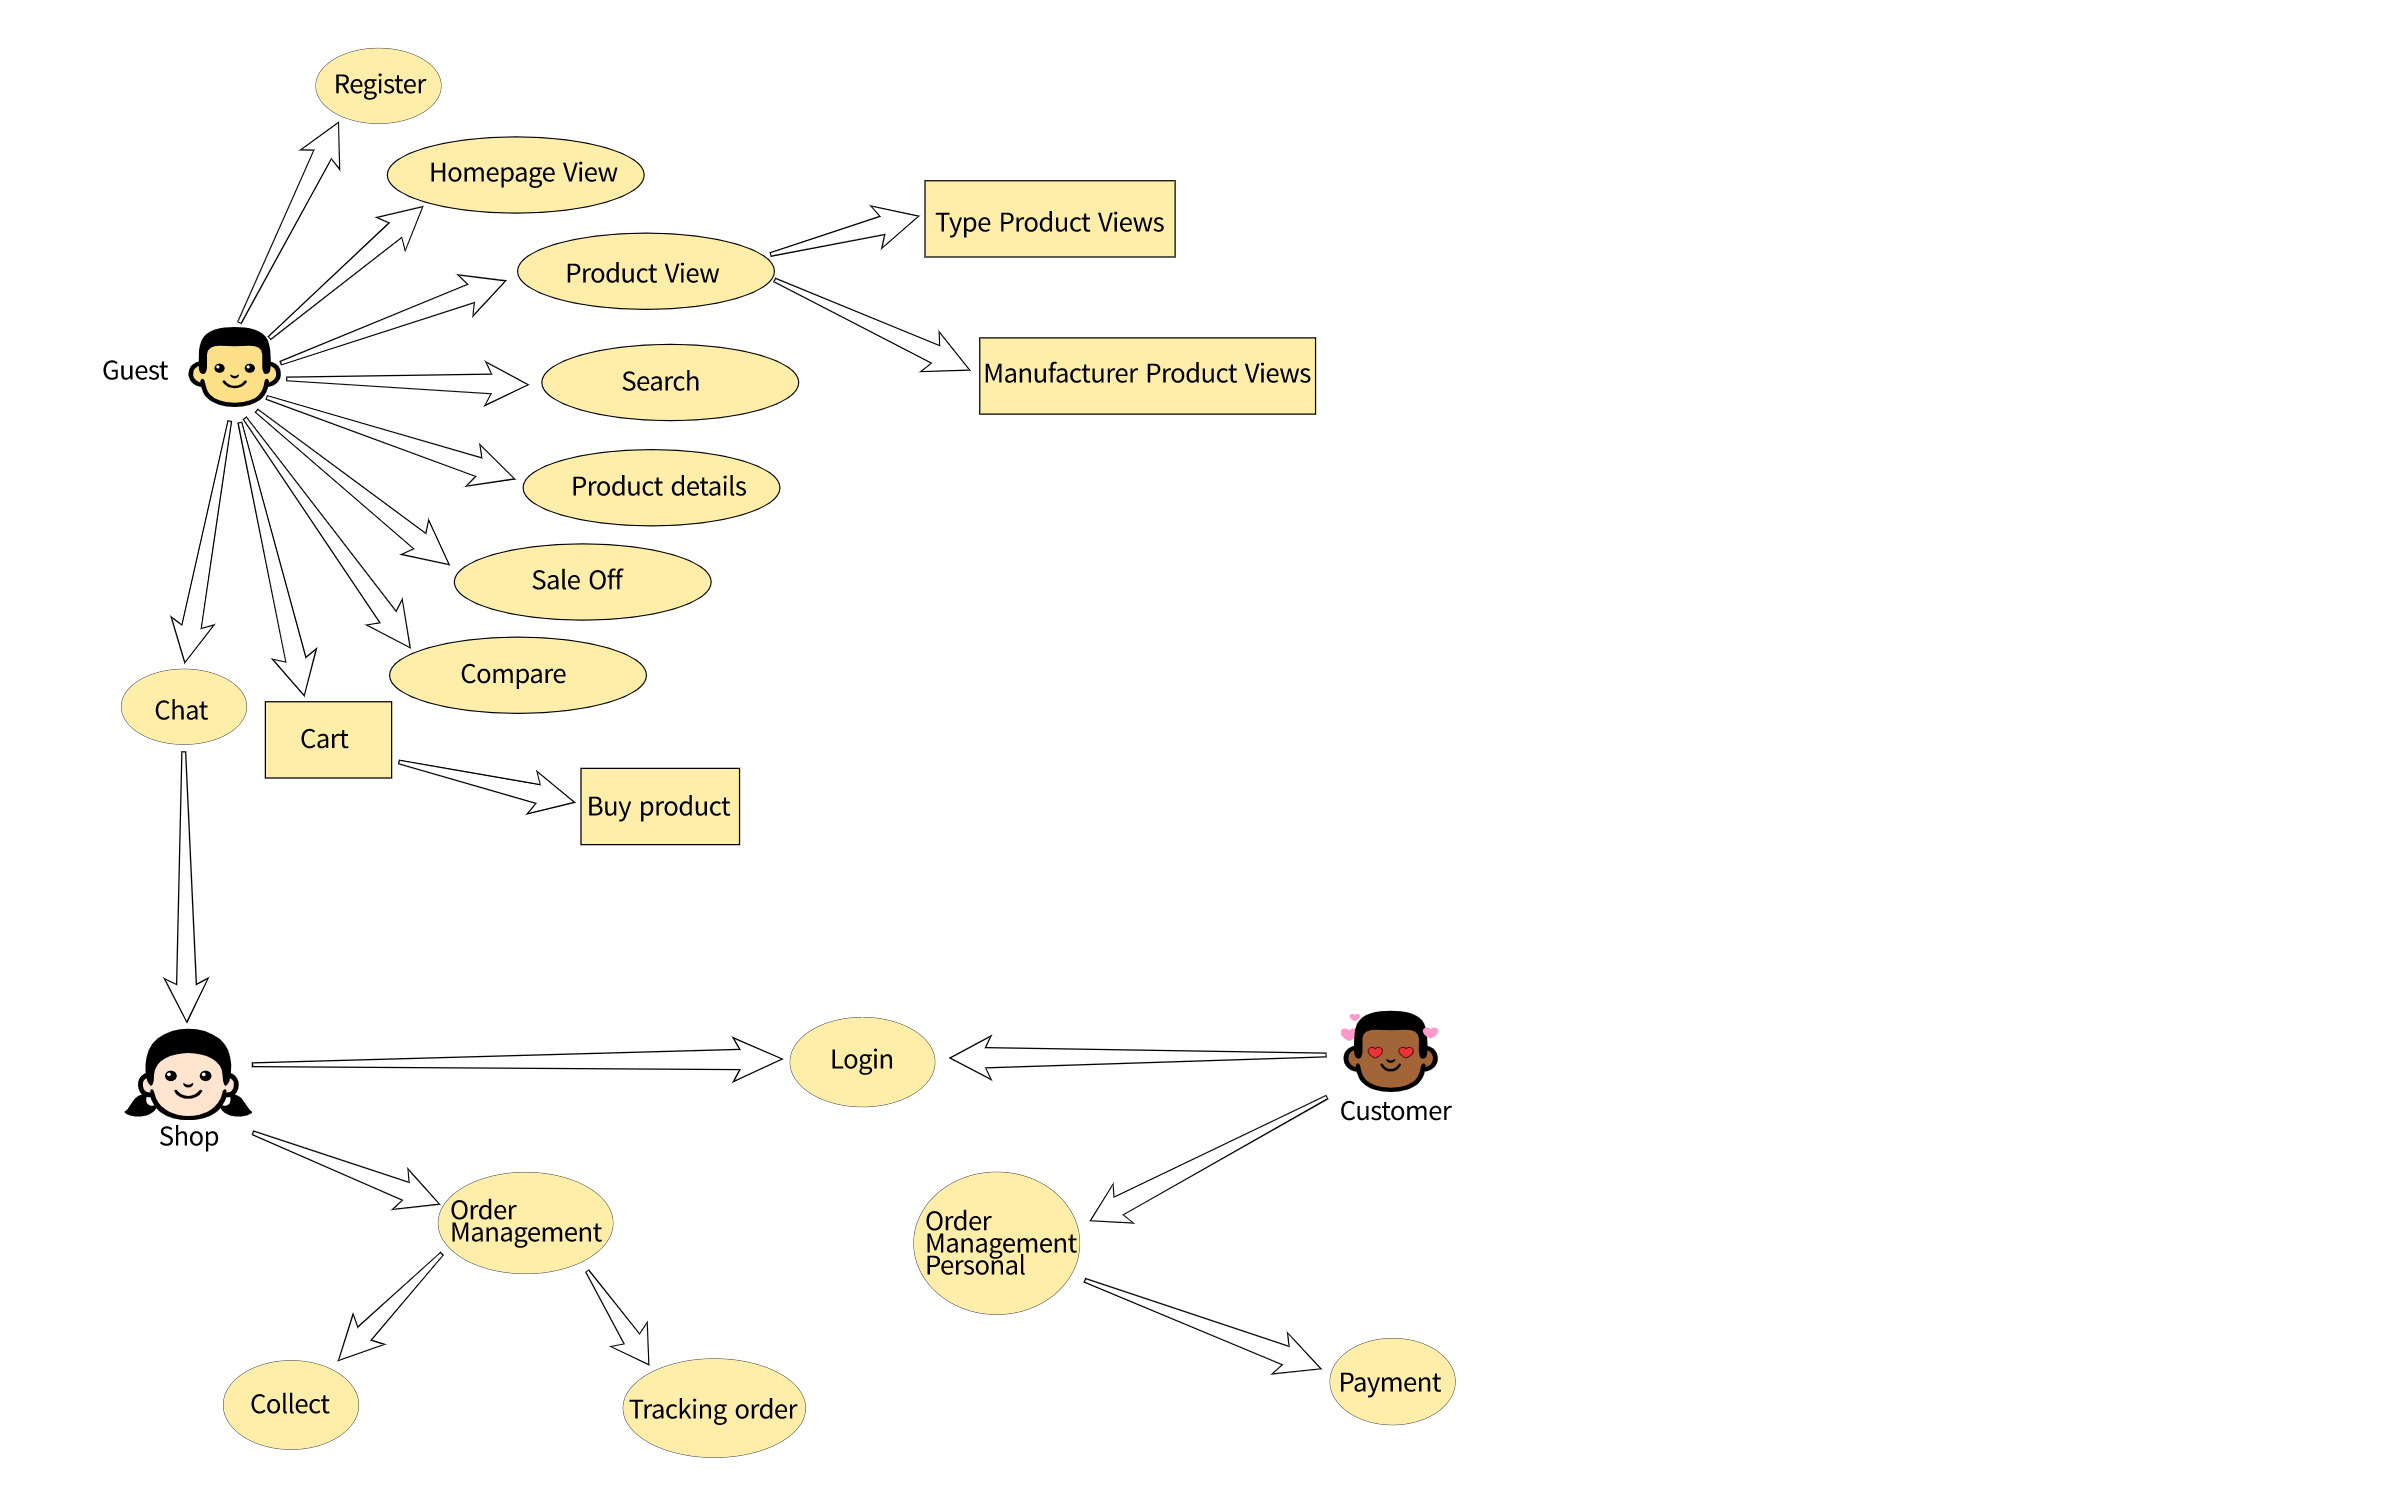 Register
Homepage View
Type Product Views
Product View
Guest
Search
Manufacturer Product Views
Product details
Sale Off
Compare
Chat
Cart
Buy product
Login
Customer
Shop
Order
Management
Order
Management
Personal
Collect
Tracking order
Payment